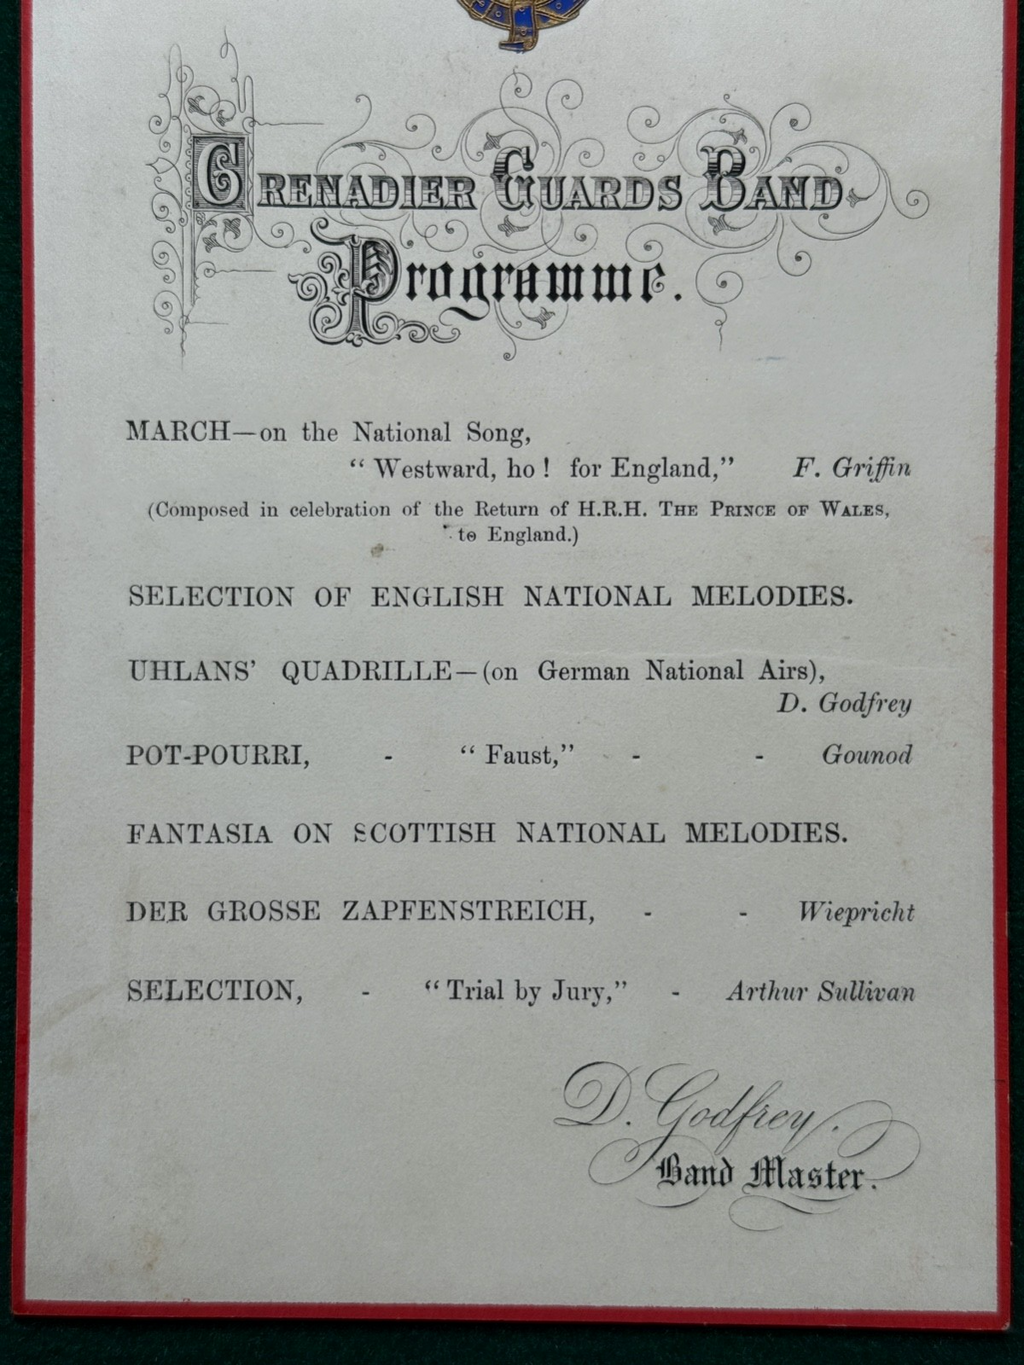 GRENADIER GUARDS BAND
Programme.
MARCH—on the National Song,
“ Westward, ho ! for England,” F. Griffin
(Composed in celebration of the Return of H.R.H. THE PRINCE OF WALES,
to England.)
SELECTION OF ENGLISH NATIONAL MELODIES.
UHLANS’ QUADRILLE—(on German National Airs),
D. Godfrey
POT-POURRI, - “ Faust,” - - Gounod
FANTASIA ON SCOTTISH NATIONAL MELODIES.
DER GROSSE ZAPFENSTREICH, - - Wiepricht
SELECTION, - “ Trial by Jury,” - Arthur Sullivan
D. Godfrey.
Band Master.